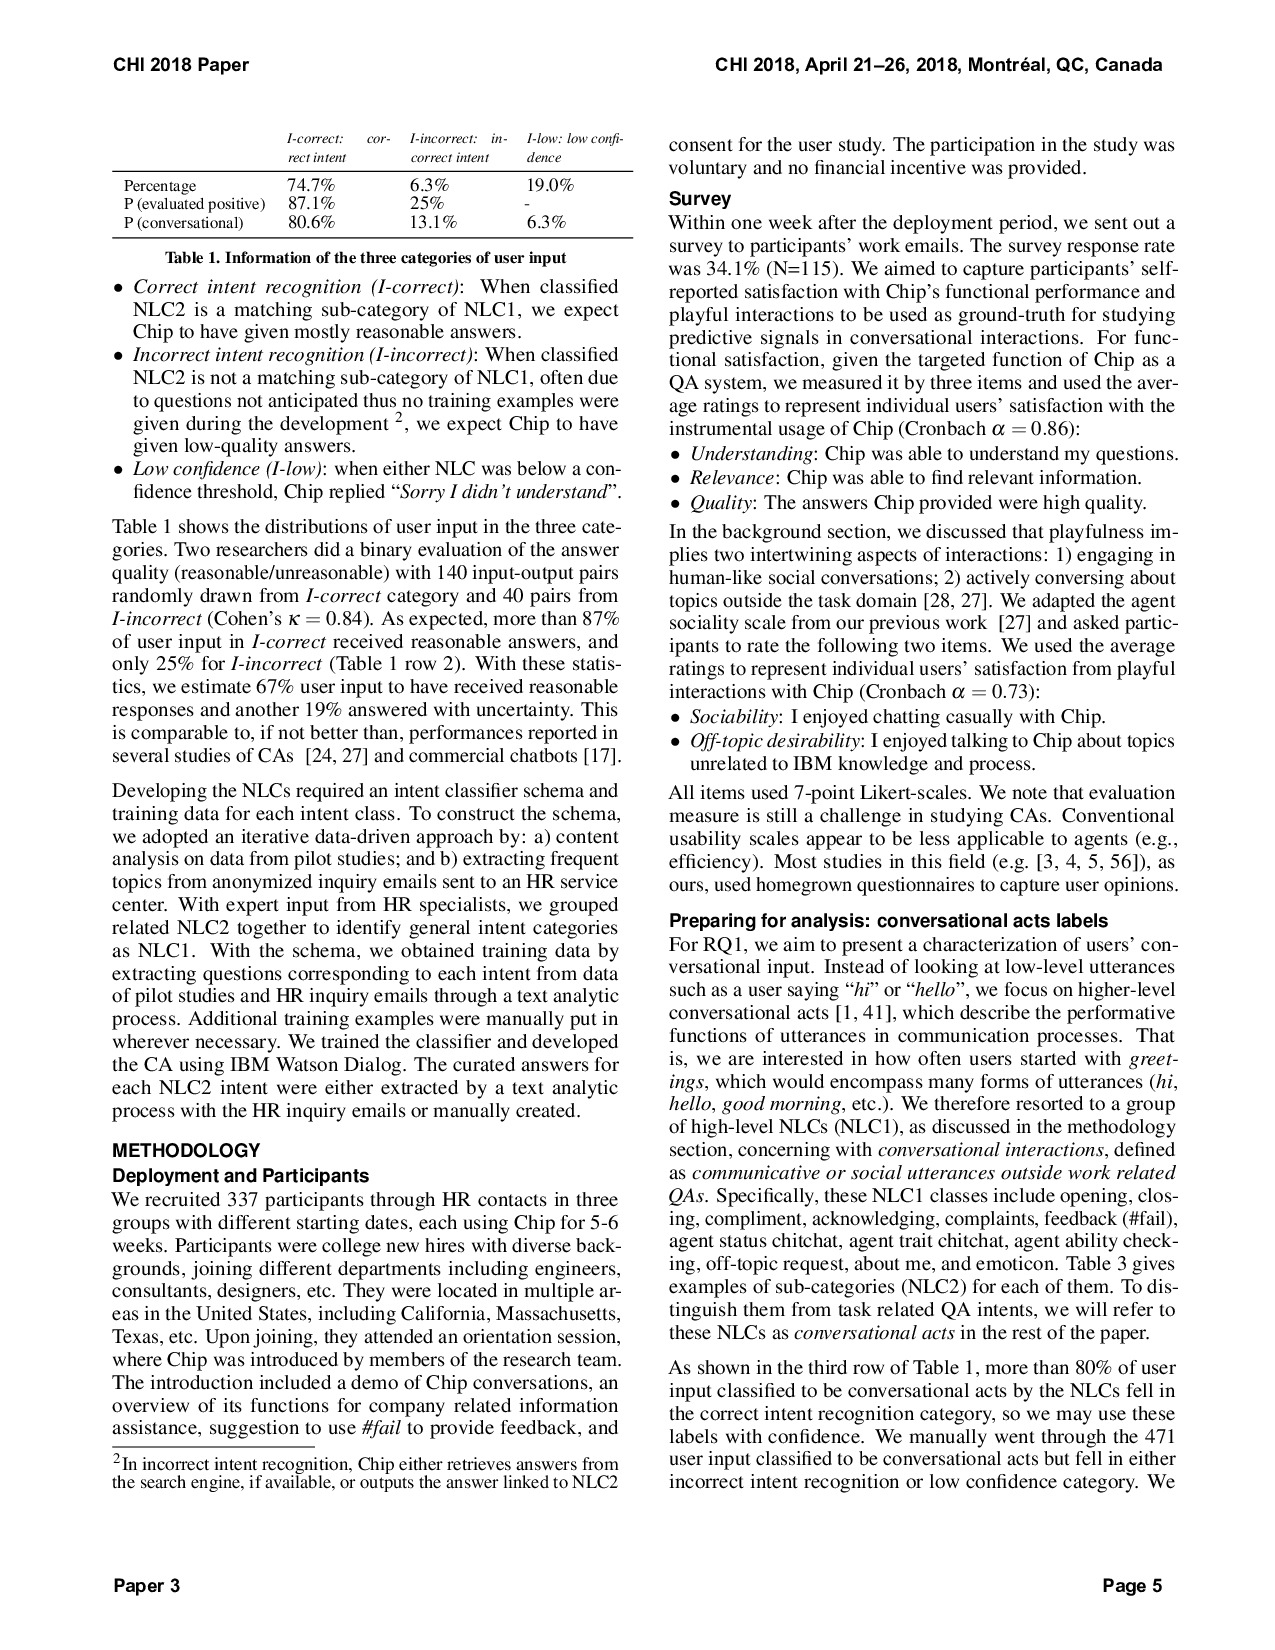 CHI 2018 Paper
CHI 2018, April 21–26, 2018, Montréal, QC, Canada
I-correct: cor- I-incorrect: in- I-low: low confi-
rect intent correct intent dence
Percentage 74.7% 6.3% 19.0%
P (evaluated positive) 87.1% 25% -
P (conversational) 80.6% 13.1% 6.3%
Table 1. Information of the three categories of user input
• Correct intent recognition (I-correct): When classified
NLC2 is a matching sub-category of NLC1, we expect
Chip to have given mostly reasonable answers.
• Incorrect intent recognition (I-incorrect): When classified
NLC2 is not a matching sub-category of NLC1, often due
to questions not anticipated thus no training examples were
given during the development 2, we expect Chip to have
given low-quality answers.
• Low confidence (I-low): when either NLC was below a con-
fidence threshold, Chip replied “Sorry I didn’t understand”.
Table 1 shows the distributions of user input in the three cate-
gories. Two researchers did a binary evaluation of the answer
quality (reasonable/unreasonable) with 140 input-output pairs
randomly drawn from I-correct category and 40 pairs from
I-incorrect (Cohen’s κ = 0.84). As expected, more than 87%
of user input in I-correct received reasonable answers, and
only 25% for I-incorrect (Table 1 row 2). With these statis-
tics, we estimate 67% user input to have received reasonable
responses and another 19% answered with uncertainty. This
is comparable to, if not better than, performances reported in
several studies of CAs [24, 27] and commercial chatbots [17].
Developing the NLCs required an intent classifier schema and
training data for each intent class. To construct the schema,
we adopted an iterative data-driven approach by: a) content
analysis on data from pilot studies; and b) extracting frequent
topics from anonymized inquiry emails sent to an HR service
center. With expert input from HR specialists, we grouped
related NLC2 together to identify general intent categories
as NLC1. With the schema, we obtained training data by
extracting questions corresponding to each intent from data
of pilot studies and HR inquiry emails through a text analytic
process. Additional training examples were manually put in
wherever necessary. We trained the classifier and developed
the CA using IBM Watson Dialog. The curated answers for
each NLC2 intent were either extracted by a text analytic
process with the HR inquiry emails or manually created.
METHODOLOGY
Deployment and Participants
We recruited 337 participants through HR contacts in three
groups with different starting dates, each using Chip for 5-6
weeks. Participants were college new hires with diverse back-
grounds, joining different departments including engineers,
consultants, designers, etc. They were located in multiple ar-
eas in the United States, including California, Massachusetts,
Texas, etc. Upon joining, they attended an orientation session,
where Chip was introduced by members of the research team.
The introduction included a demo of Chip conversations, an
overview of its functions for company related information
assistance, suggestion to use #fail to provide feedback, and
2In incorrect intent recognition, Chip either retrieves answers from
the search engine, if available, or outputs the answer linked to NLC2
consent for the user study. The participation in the study was
voluntary and no financial incentive was provided.
Survey
Within one week after the deployment period, we sent out a
survey to participants’ work emails. The survey response rate
was 34.1% (N=115). We aimed to capture participants’ self-
reported satisfaction with Chip’s functional performance and
playful interactions to be used as ground-truth for studying
predictive signals in conversational interactions. For func-
tional satisfaction, given the targeted function of Chip as a
QA system, we measured it by three items and used the aver-
age ratings to represent individual users’ satisfaction with the
instrumental usage of Chip (Cronbach α = 0.86):
• Understanding: Chip was able to understand my questions.
• Relevance: Chip was able to find relevant information.
• Quality: The answers Chip provided were high quality.
In the background section, we discussed that playfulness im-
plies two intertwining aspects of interactions: 1) engaging in
human-like social conversations; 2) actively conversing about
topics outside the task domain [28, 27]. We adapted the agent
sociality scale from our previous work [27] and asked partic-
ipants to rate the following two items. We used the average
ratings to represent individual users’ satisfaction from playful
interactions with Chip (Cronbach α = 0.73):
• Sociability: I enjoyed chatting casually with Chip.
• Off-topic desirability: I enjoyed talking to Chip about topics
unrelated to IBM knowledge and process.
All items used 7-point Likert-scales. We note that evaluation
measure is still a challenge in studying CAs. Conventional
usability scales appear to be less applicable to agents (e.g.,
efficiency). Most studies in this field (e.g. [3, 4, 5, 56]), as
ours, used homegrown questionnaires to capture user opinions.
Preparing for analysis: conversational acts labels
For RQ1, we aim to present a characterization of users’ con-
versational input. Instead of looking at low-level utterances
such as a user saying “hi” or “hello”, we focus on higher-level
conversational acts [1, 41], which describe the performative
functions of utterances in communication processes. That
is, we are interested in how often users started with greet-
ings, which would encompass many forms of utterances (hi,
hello, good morning, etc.). We therefore resorted to a group
of high-level NLCs (NLC1), as discussed in the methodology
section, concerning with conversational interactions, defined
as communicative or social utterances outside work related
QAs. Specifically, these NLC1 classes include opening, clos-
ing, compliment, acknowledging, complaints, feedback (#fail),
agent status chitchat, agent trait chitchat, agent ability check-
ing, off-topic request, about me, and emoticon. Table 3 gives
examples of sub-categories (NLC2) for each of them. To dis-
tinguish them from task related QA intents, we will refer to
these NLCs as conversational acts in the rest of the paper.
As shown in the third row of Table 1, more than 80% of user
input classified to be conversational acts by the NLCs fell in
the correct intent recognition category, so we may use these
labels with confidence. We manually went through the 471
user input classified to be conversational acts but fell in either
incorrect intent recognition or low confidence category. We
Paper 3
Page 5